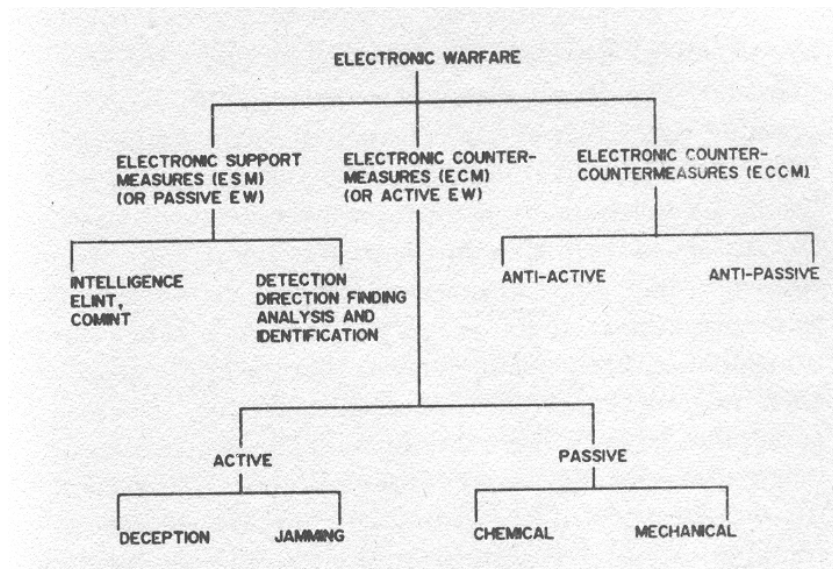 ELECTRONIC WARFARE
ELECTRONIC SUPPORT
MEASURES (ESM)
(OR PASSIVE EW)
ELECTRONIC COUNTER-
MEASURES (ECM)
(OR ACTIVE EW)
ELECTRONIC COUNTER-
COUNTERMEASURES (ECCM)
INTELLIGENCE
ELINT,
COMINT
DETECTION
DIRECTION FINDING
ANALYSIS AND
IDENTIFICATION
ANTI-ACTIVE
ANTI-PASSIVE
ACTIVE
PASSIVE
DECEPTION
JAMMING
CHEMICAL
MECHANICAL